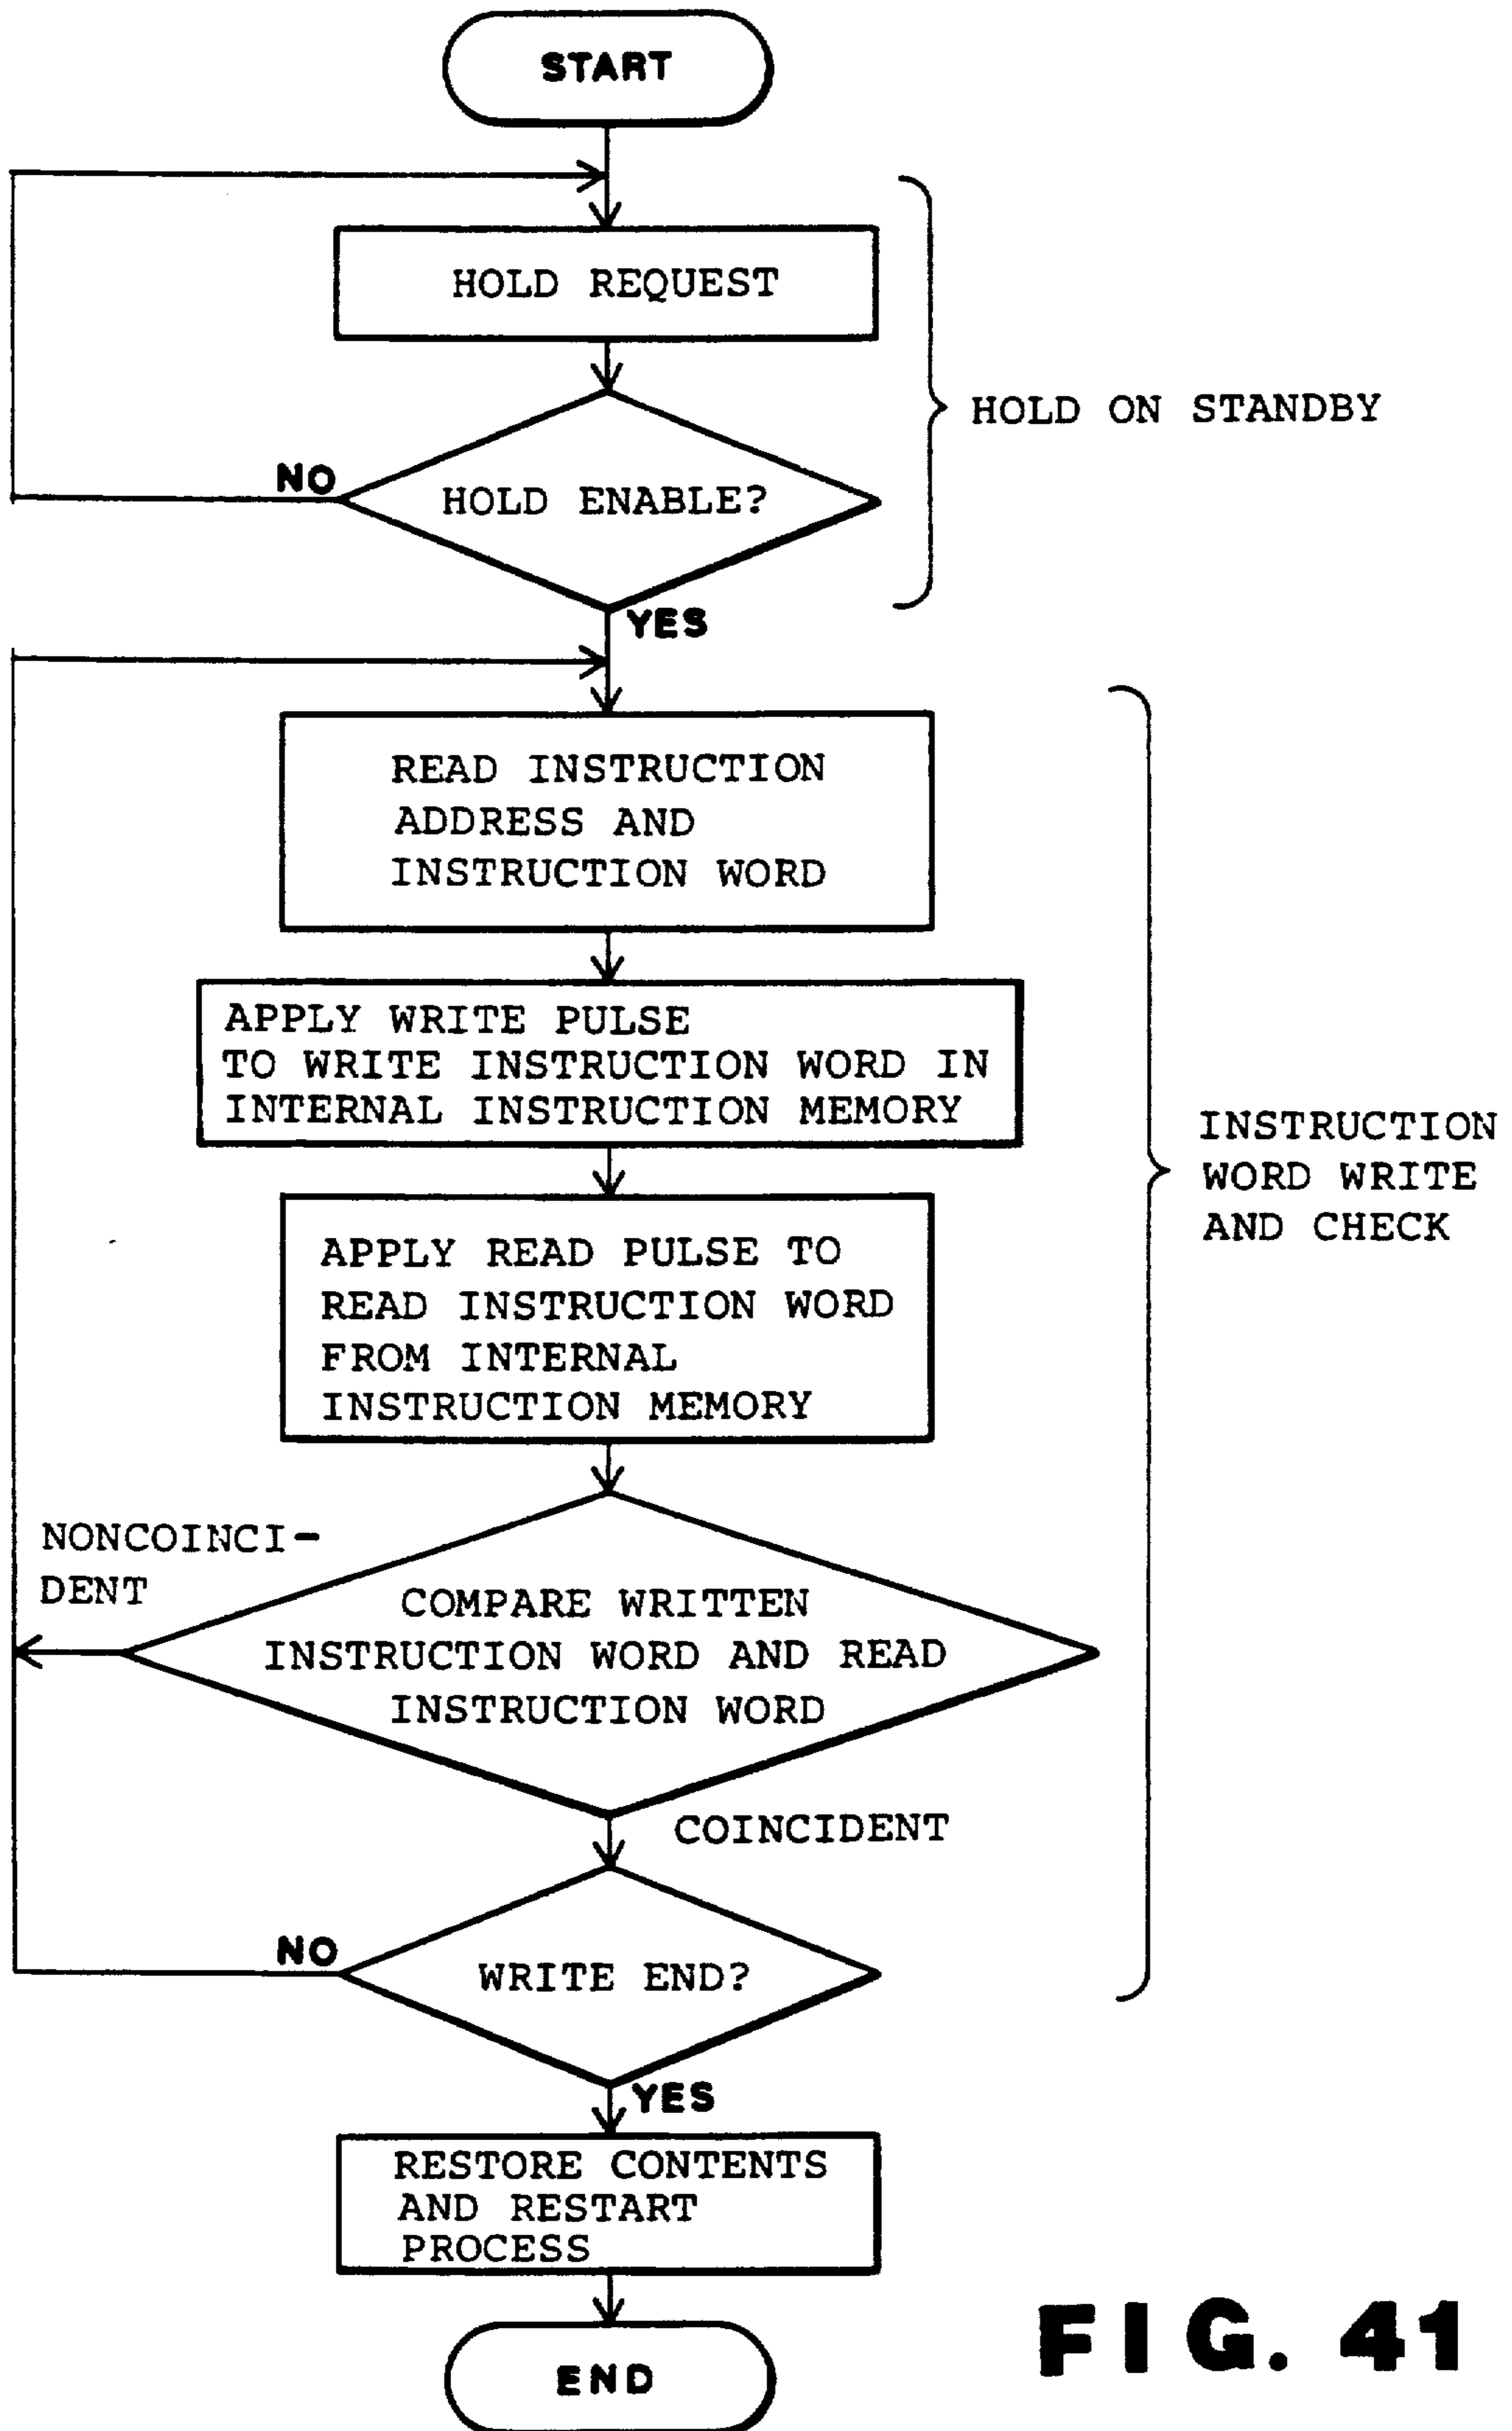 START
HOLD REQUEST
HOLD ENABLE?
NO
YES
HOLD ON STANDBY
READ INSTRUCTION
ADDRESS AND
INSTRUCTION WORD
APPLY WRITE PULSE
TO WRITE INSTRUCTION WORD IN
INTERNAL INSTRUCTION MEMORY
APPLY READ PULSE TO
READ INSTRUCTION WORD
FROM INTERNAL
INSTRUCTION MEMORY
INSTRUCTION
WORD WRITE
AND CHECK
NONCOINCI-
DENT
COMPARE WRITTEN
INSTRUCTION WORD AND READ
INSTRUCTION WORD
COINCIDENT
NO
WRITE END?
YES
RESTORE CONTENTS
AND RESTART
PROCESS
END
FIG. 41